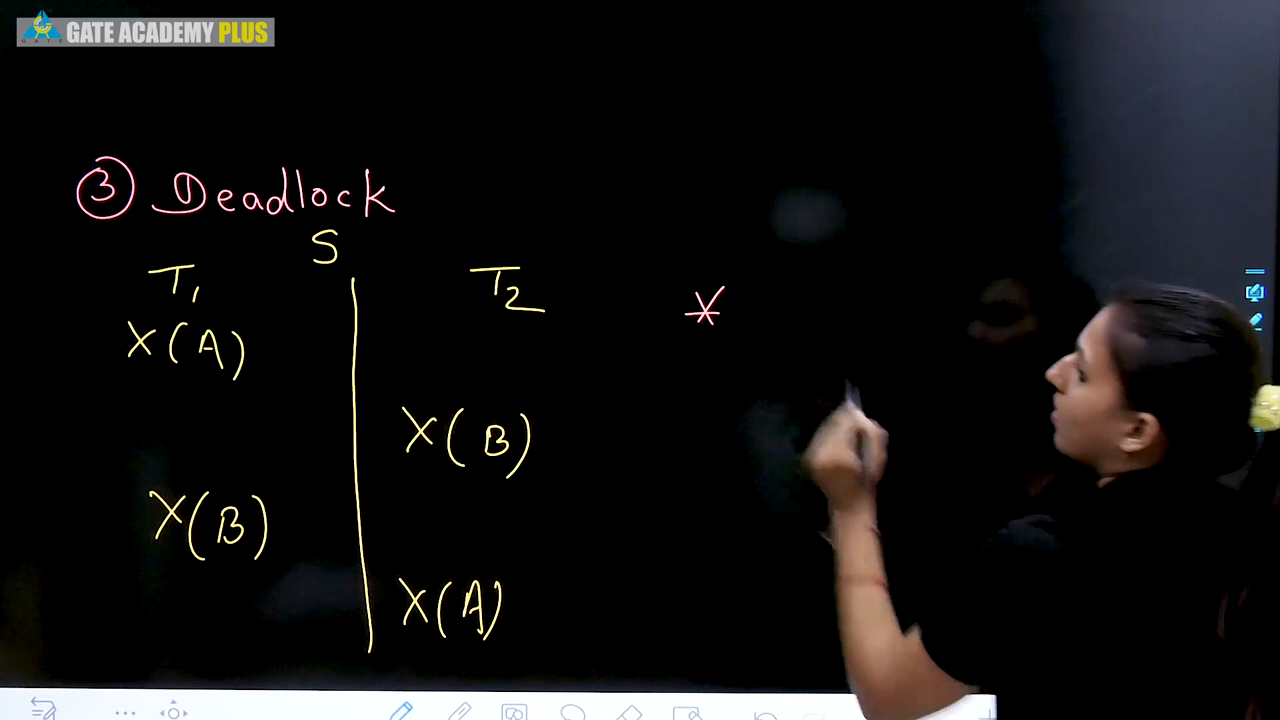 GATE ACADEMY PLUS
③ Deadlock
S
T1 T2
X(A)
X(B)
X(B)
X(A)
*